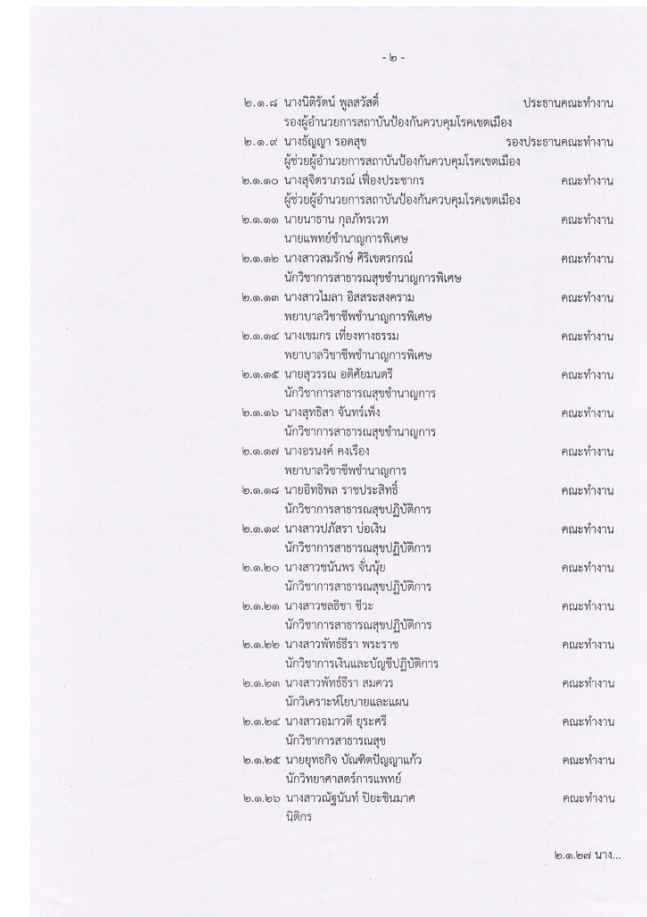 - ๒ -
๒.๑.๘ นางนิติรัตน์ พูลสวัสดิ์ ประธานคณะทำงาน
รองผู้อำนวยการสถาบันป้องกันควบคุมโรคเขตเมือง
๒.๑.๙ นางธัญญา รอดสุข รองประธานคณะทำงาน
ผู้ช่วยผู้อำนวยการสถาบันป้องกันควบคุมโรคเขตเมือง
๒.๑.๑๐ นางสุจิตราภรณ์ เฟื่องประชากร คณะทำงาน
ผู้ช่วยผู้อำนวยการสถาบันป้องกันควบคุมโรคเขตเมือง
๒.๑.๑๑ นายนาธาน กุลภัทรเวท คณะทำงาน
นายแพทย์ชำนาญการพิเศษ
๒.๑.๑๒ นางสาวสมรักษ์ ศิริเขตรกรณ์ คณะทำงาน
นักวิชาการสาธารณสุขชำนาญการพิเศษ
๒.๑.๑๓ นางสาวไมลา อิสสระสงคราม คณะทำงาน
พยาบาลวิชาชีพชำนาญการพิเศษ
๒.๑.๑๔ นางเขมกร เที่ยงทางธรรม คณะทำงาน
พยาบาลวิชาชีพชำนาญการพิเศษ
๒.๑.๑๕ นายสุวรรณ อดิศัยมนตรี คณะทำงาน
นักวิชาการสาธารณสุขชำนาญการ
๒.๑.๑๖ นางสุทธิสา จันทร์เพ็ง คณะทำงาน
นักวิชาการสาธารณสุขชำนาญการ
๒.๑.๑๗ นางอรนงค์ คงเรือง คณะทำงาน
พยาบาลวิชาชีพชำนาญการ
๒.๑.๑๘ นายอิทธิพล ราชประสิทธิ์ คณะทำงาน
นักวิชาการสาธารณสุขปฏิบัติการ
๒.๑.๑๙ นางสาวปภัสรา บ่อเงิน คณะทำงาน
นักวิชาการสาธารณสุขปฏิบัติการ
๒.๑.๒๐ นางสาวชนันพร จั่นนุ้ย คณะทำงาน
นักวิชาการสาธารณสุขปฏิบัติการ
๒.๑.๒๑ นางสาวชลธิชา ชีวะ คณะทำงาน
นักวิชาการสาธารณสุขปฏิบัติการ
๒.๑.๒๒ นางสาวพัทธ์ธีรา พระราช คณะทำงาน
นักวิชาการเงินและบัญชีปฏิบัติการ
๒.๑.๒๓ นางสาวพัทธ์ธีรา สมควร คณะทำงาน
นักวิเคราะห์โยบายและแผน
๒.๑.๒๔ นางสาวอมาวดี ยุระศรี คณะทำงาน
นักวิชาการสาธารณสุข
๒.๑.๒๕ นายยุทธกิจ บัณฑิตปัญญาแก้ว คณะทำงาน
นักวิทยาศาสตร์การแพทย์
๒.๑.๒๖ นางสาวณัฐนันท์ ปิยะชินมาศ คณะทำงาน
นิติกร
๒.๑.๒๗ นาง...